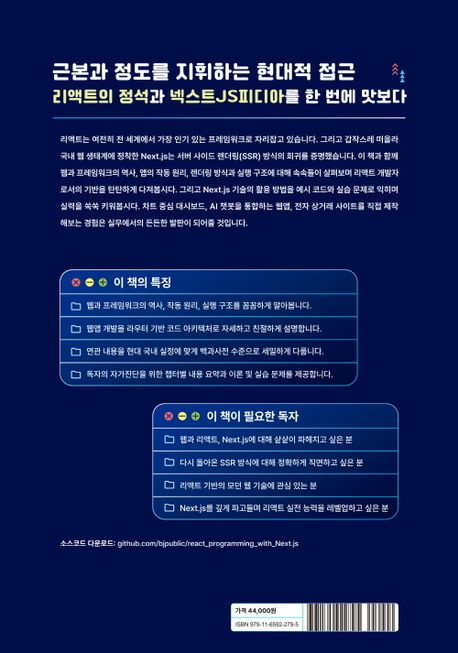 근본과 정도를 지휘하는 현대적 접근
리액트의 정석과 넥스트JS피디아를 한 번에 맛보다
리액트는 여전히 전 세계에서 가장 인기 있는 프레임워크로 자리잡고 있습니다. 그리고 갑작스레 떠올라
국내 웹 생태계에 정착한 Next.js는 서버 사이드 렌더링(SSR) 방식의 회귀를 증명했습니다. 이 책과 함께
웹과 프레임워크의 역사, 앱의 작동 원리, 렌더링 방식과 실행 구조에 대해 속속들이 살펴보며 리액트 개발자
로서의 기반을 탄탄하게 다져봅시다. 그리고 Next.js 기술의 활용 방법을 예시 코드와 실습 문제로 익히며
실력을 쑥쑥 키워봅시다. 차트 중심 대시보드, AI 챗봇을 통합하는 웹앱, 전자 상거래 사이트를 직접 제작
해보는 경험은 실무에서의 든든한 발판이 되어줄 것입니다.
이 책의 특징
웹과 프레임워크의 역사, 작동 원리, 실행 구조를 꼼꼼하게 알아봅니다.
웹앱 개발을 라우터 기반 코드 아키텍처로 자세하고 친절하게 설명합니다.
연관 내용을 현대 국내 실정에 맞게 백과사전 수준으로 세밀하게 다룹니다.
독자의 자가진단을 위한 챕터별 내용 요약과 이론 및 실습 문제를 제공합니다.
이 책이 필요한 독자
웹과 리액트, Next.js에 대해 샅샅이 파헤치고 싶은 분
다시 돌아온 SSR 방식에 대해 정확하게 직면하고 싶은 분
리액트 기반의 모던 웹 기술에 관심 있는 분
Next.js를 깊게 파고들며 리액트 실전 능력을 레벨업하고 싶은 분
소스코드 다운로드: github.com/bjpublic/react_programming_with_Next.js
가격 44,000원
ISBN 979-11-6592-279-5